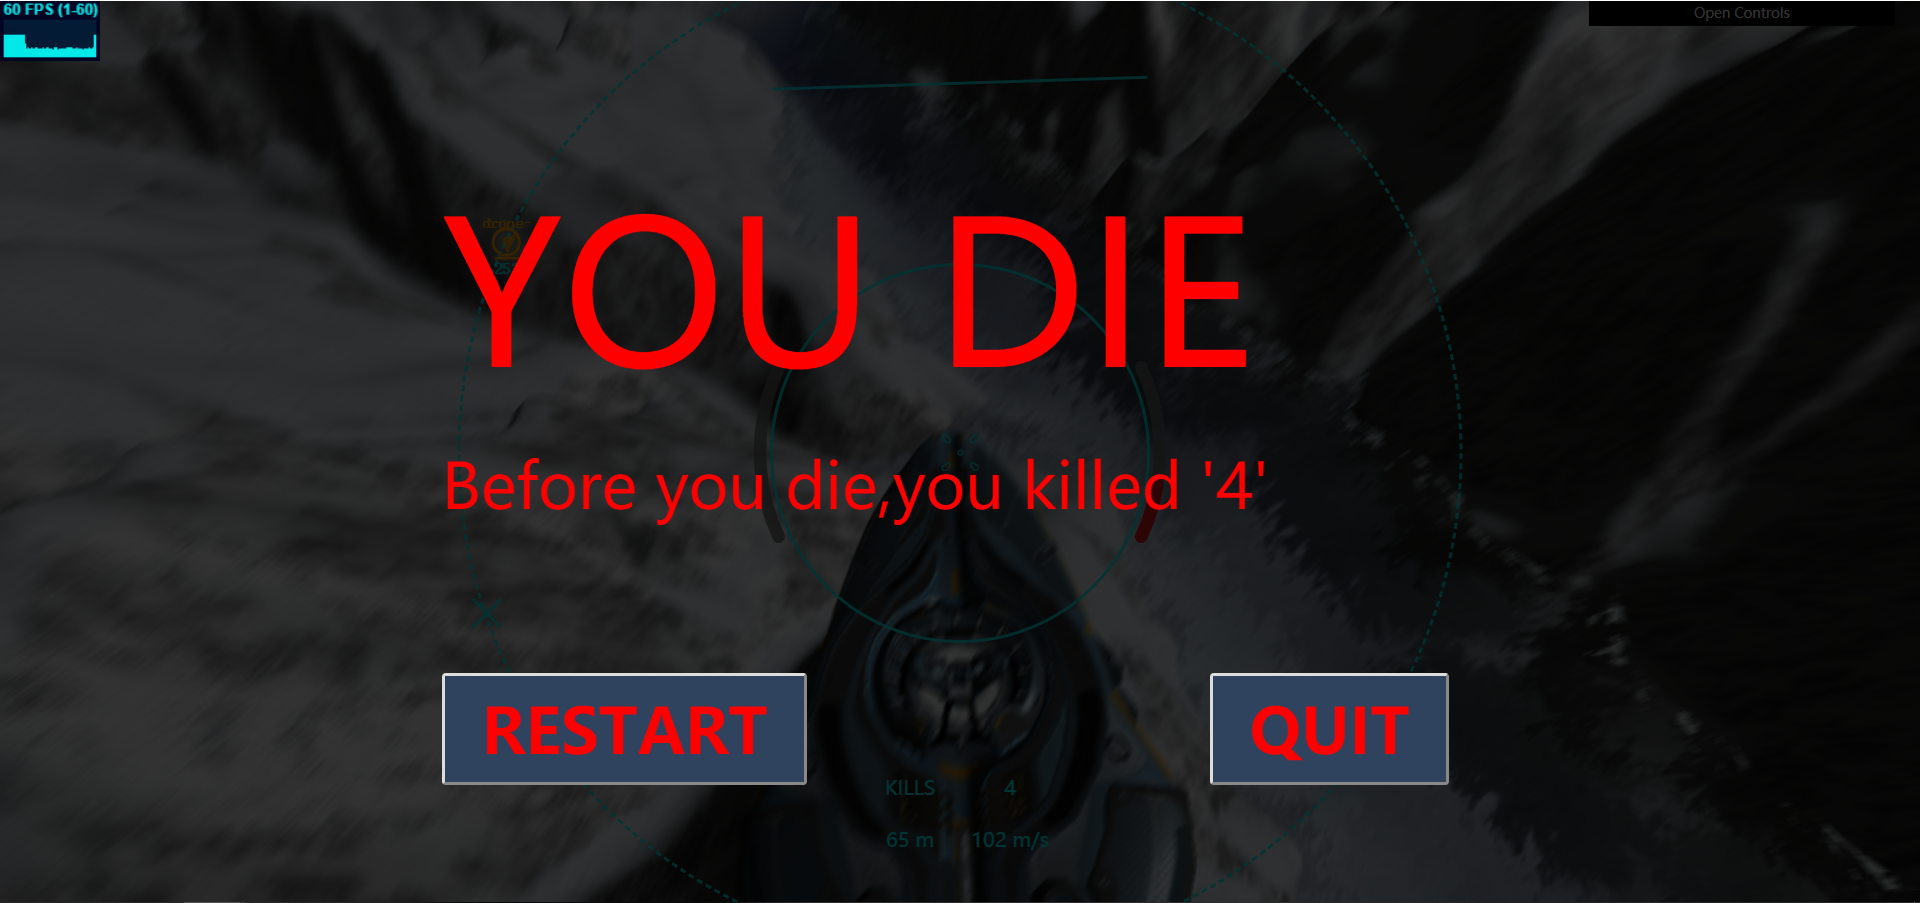 60 FPS (1-60)
Open Controls
drone
YOU DIE
Before you die,you killed '4'
RESTART
QUIT
KILLS 4
65 m 102 m/s